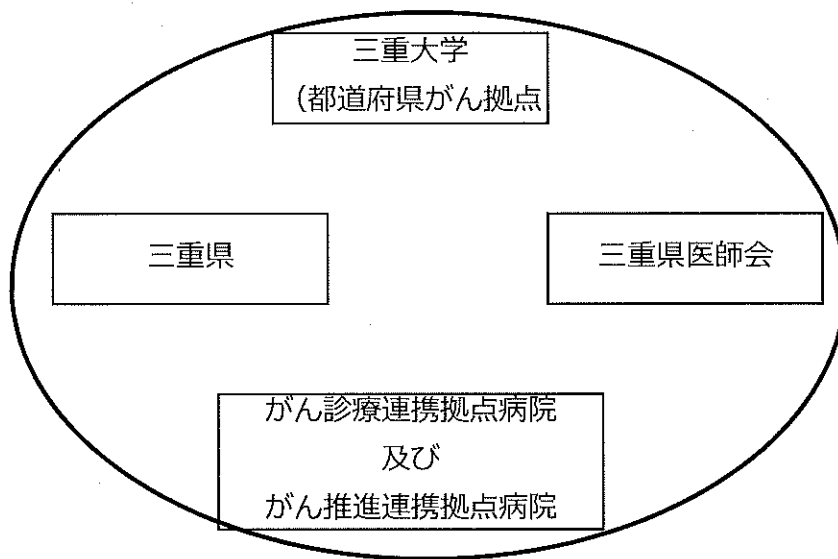 三重大学
（都道府県がん拠点
三重県
三重県医師会
がん診療連携拠点病院
及び
がん推進連携拠点病院